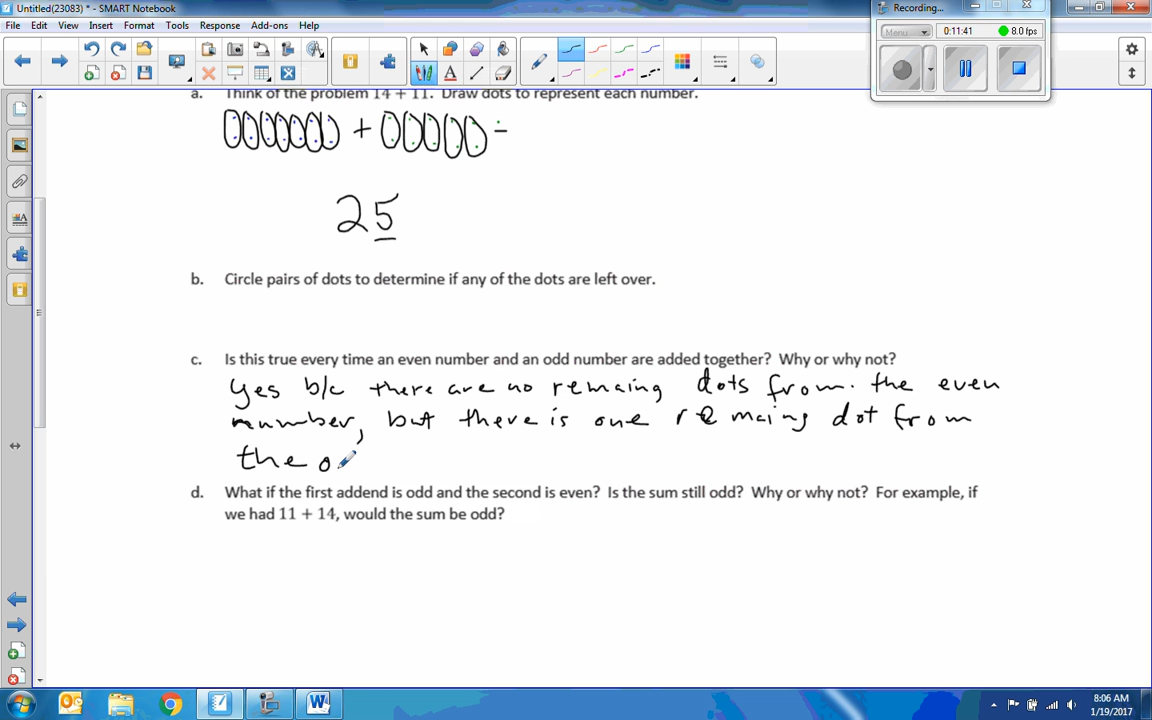 Untitled(23083) * - SMART Notebook
File Edit View Insert Format Tools Response Add-ons Help
Recording...
Menu 0:11:41 8.0 fps
a. Think of the problem 14 + 11. Draw dots to represent each number.
+
25
b. Circle pairs of dots to determine if any of the dots are left over.
c. Is this true every time an even number and an odd number are added together? Why or why not?
Yes b/c there are no remaing dots from. the even
number, but there is one remaing dot from
the o
d. What if the first addend is odd and the second is even? Is the sum still odd? Why or why not? For example, if
we had 11 + 14, would the sum be odd?
8:06 AM
1/19/2017